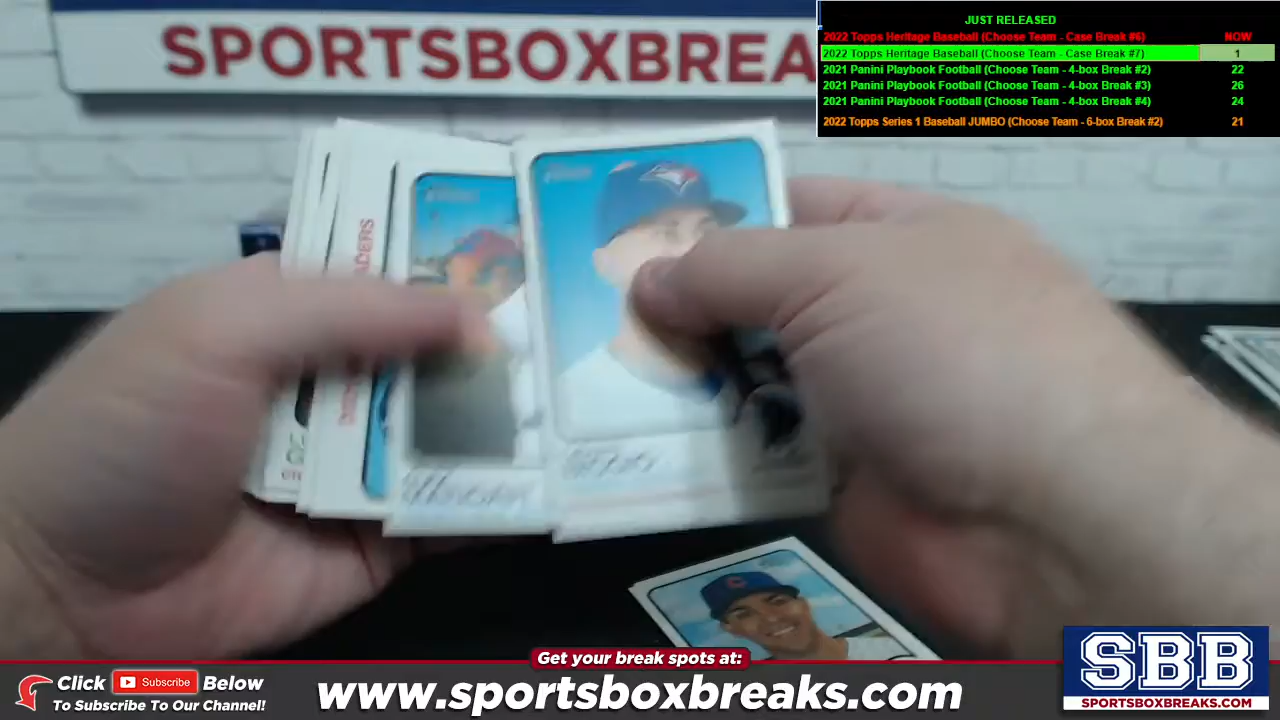 SPORTSBOXBREA
JUST RELEASED
2022 Topps Heritage Baseball (Choose Team - Case Break #6) NOW
2022 Topps Heritage Baseball (Choose Team - Case Break #7) 1
2021 Panini Playbook Football (Choose Team - 4-box Break #2) 22
2021 Panini Playbook Football (Choose Team - 4-box Break #3) 26
2021 Panini Playbook Football (Choose Team - 4-box Break #4) 24
2022 Topps Series 1 Baseball JUMBO (Choose Team - 6-box Break #2) 21
Get your break spots at:
Click Subscribe Below
To Subscribe To Our Channel!
www.sportsboxbreaks.com
SBB
SPORTSBOXBREAKS.COM